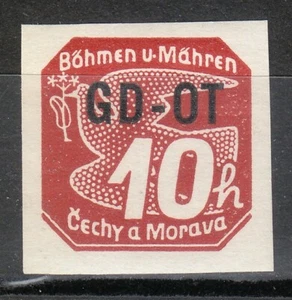 Böhmen u. Mähren
GD-OT
10h
Čechy a Morava